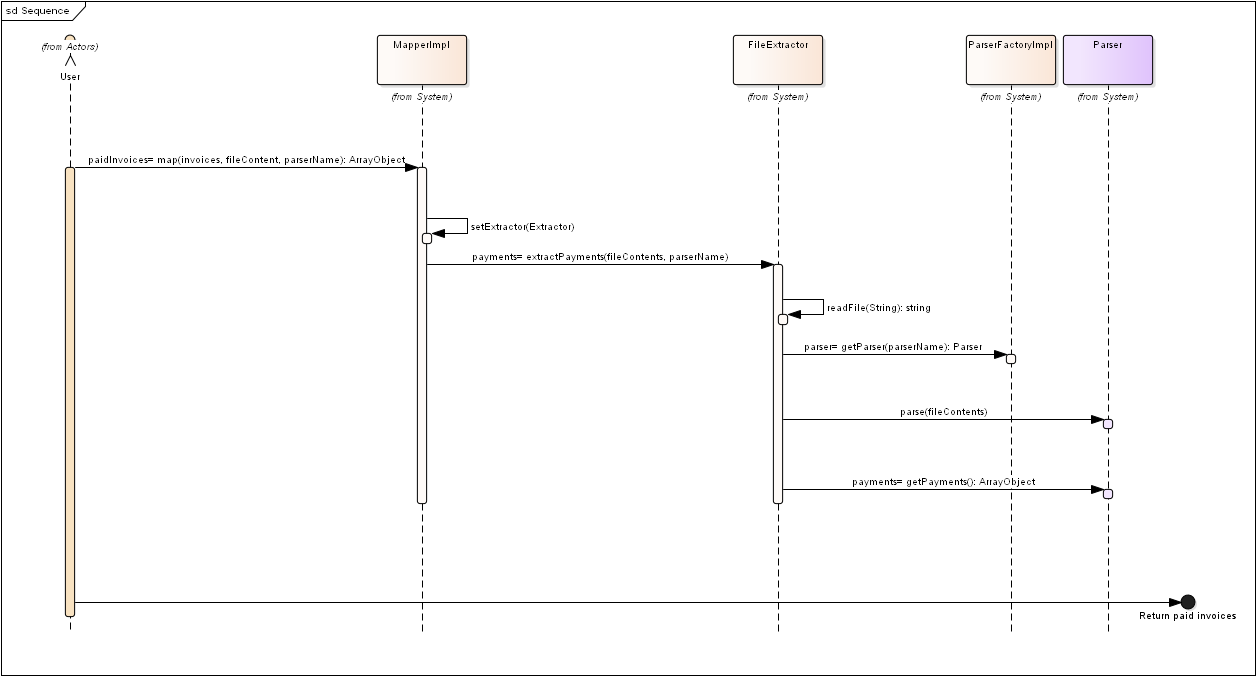 sd Sequence
(from Actors)
User
MapperImpl
(from System)
FileExtractor
(from System)
ParserFactoryImpl
(from System)
Parser
(from System)
paidInvoices= map(invoices, fileContent, parserName): ArrayObject
setExtractor(Extractor)
payments= extractPayments(fileContents, parserName)
readFile(String): string
parser= getParser(parserName): Parser
parse(fileContents)
payments= getPayments(): ArrayObject
Return paid invoices